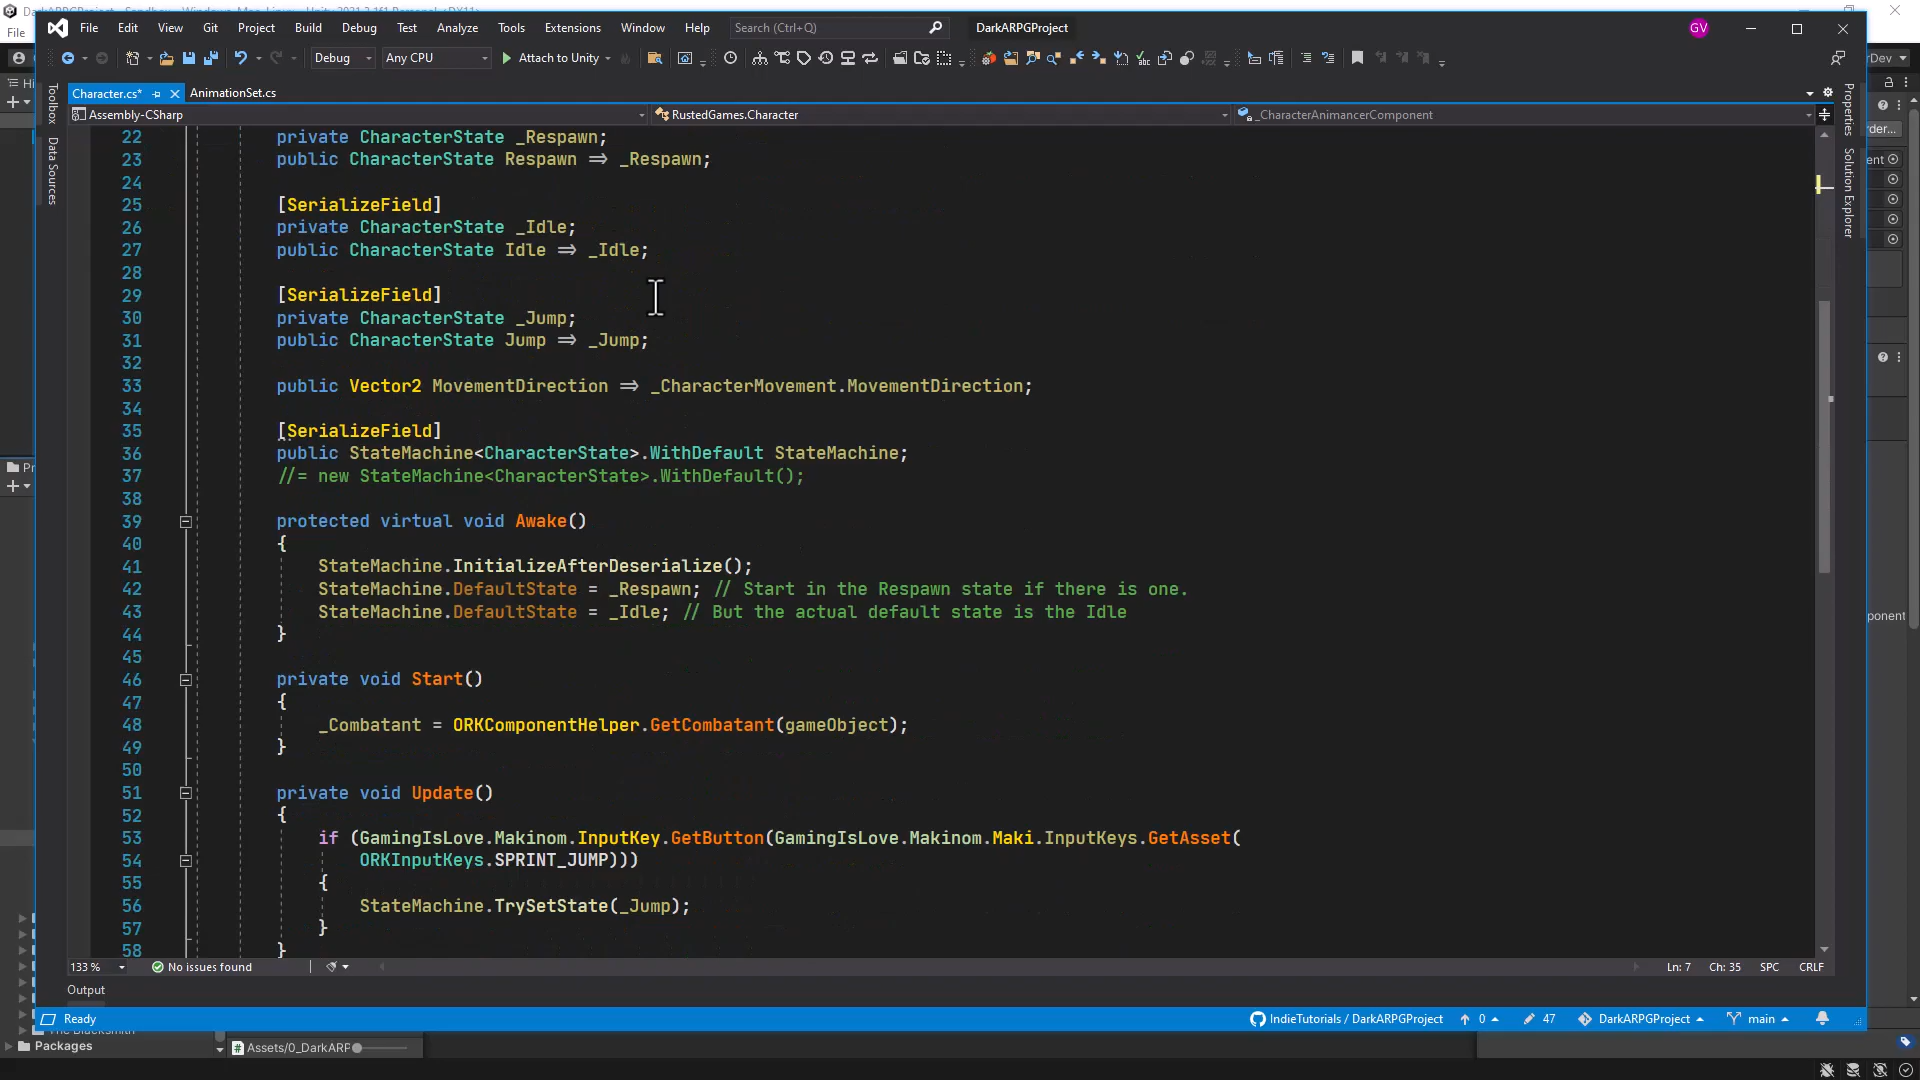 File Edit View Git Project Build Debug Test Analyze Tools Extensions Window Help Search (Ctrl+Q) DarkARPGProject GV
File
Debug Any CPU Attach to Unity
Character.cs* AnimationSet.cs
Assembly-CSharp RustedGames.Character _CharacterAnimancerComponent
Toolbox
Data Sources
Properties
Solution Explorer
22 private CharacterState _Respawn;
23 public CharacterState Respawn => _Respawn;
24
25 [SerializeField]
26 private CharacterState _Idle;
27 public CharacterState Idle => _Idle;
28
29 [SerializeField]
30 private CharacterState _Jump;
31 public CharacterState Jump => _Jump;
32
33 public Vector2 MovementDirection => _CharacterMovement.MovementDirection;
34
35 [SerializeField]
36 public StateMachine<CharacterState>.WithDefault StateMachine;
37 //= new StateMachine<CharacterState>.WithDefault();
38
39 protected virtual void Awake()
40 {
41 StateMachine.InitializeAfterDeserialize();
42 StateMachine.DefaultState = _Respawn; // Start in the Respawn state if there is one.
43 StateMachine.DefaultState = _Idle; // But the actual default state is the Idle
44 }
45
46 private void Start()
47 {
48 _Combatant = ORKComponentHelper.GetCombatant(gameObject);
49 }
50
51 private void Update()
52 {
53 if (GamingIsLove.Makinom.InputKey.GetButton(GamingIsLove.Makinom.Maki.InputKeys.GetAsset(
54 ORKInputKeys.SPRINT_JUMP)))
55 {
56 StateMachine.TrySetState(_Jump);
57 }
58 }
133 % No issues found Ln: 7 Ch: 35 SPC CRLF
Output
Ready IndieTutorials / DarkARPGProject 0 47 DarkARPGProject main
Packages Assets/0_DarkARP